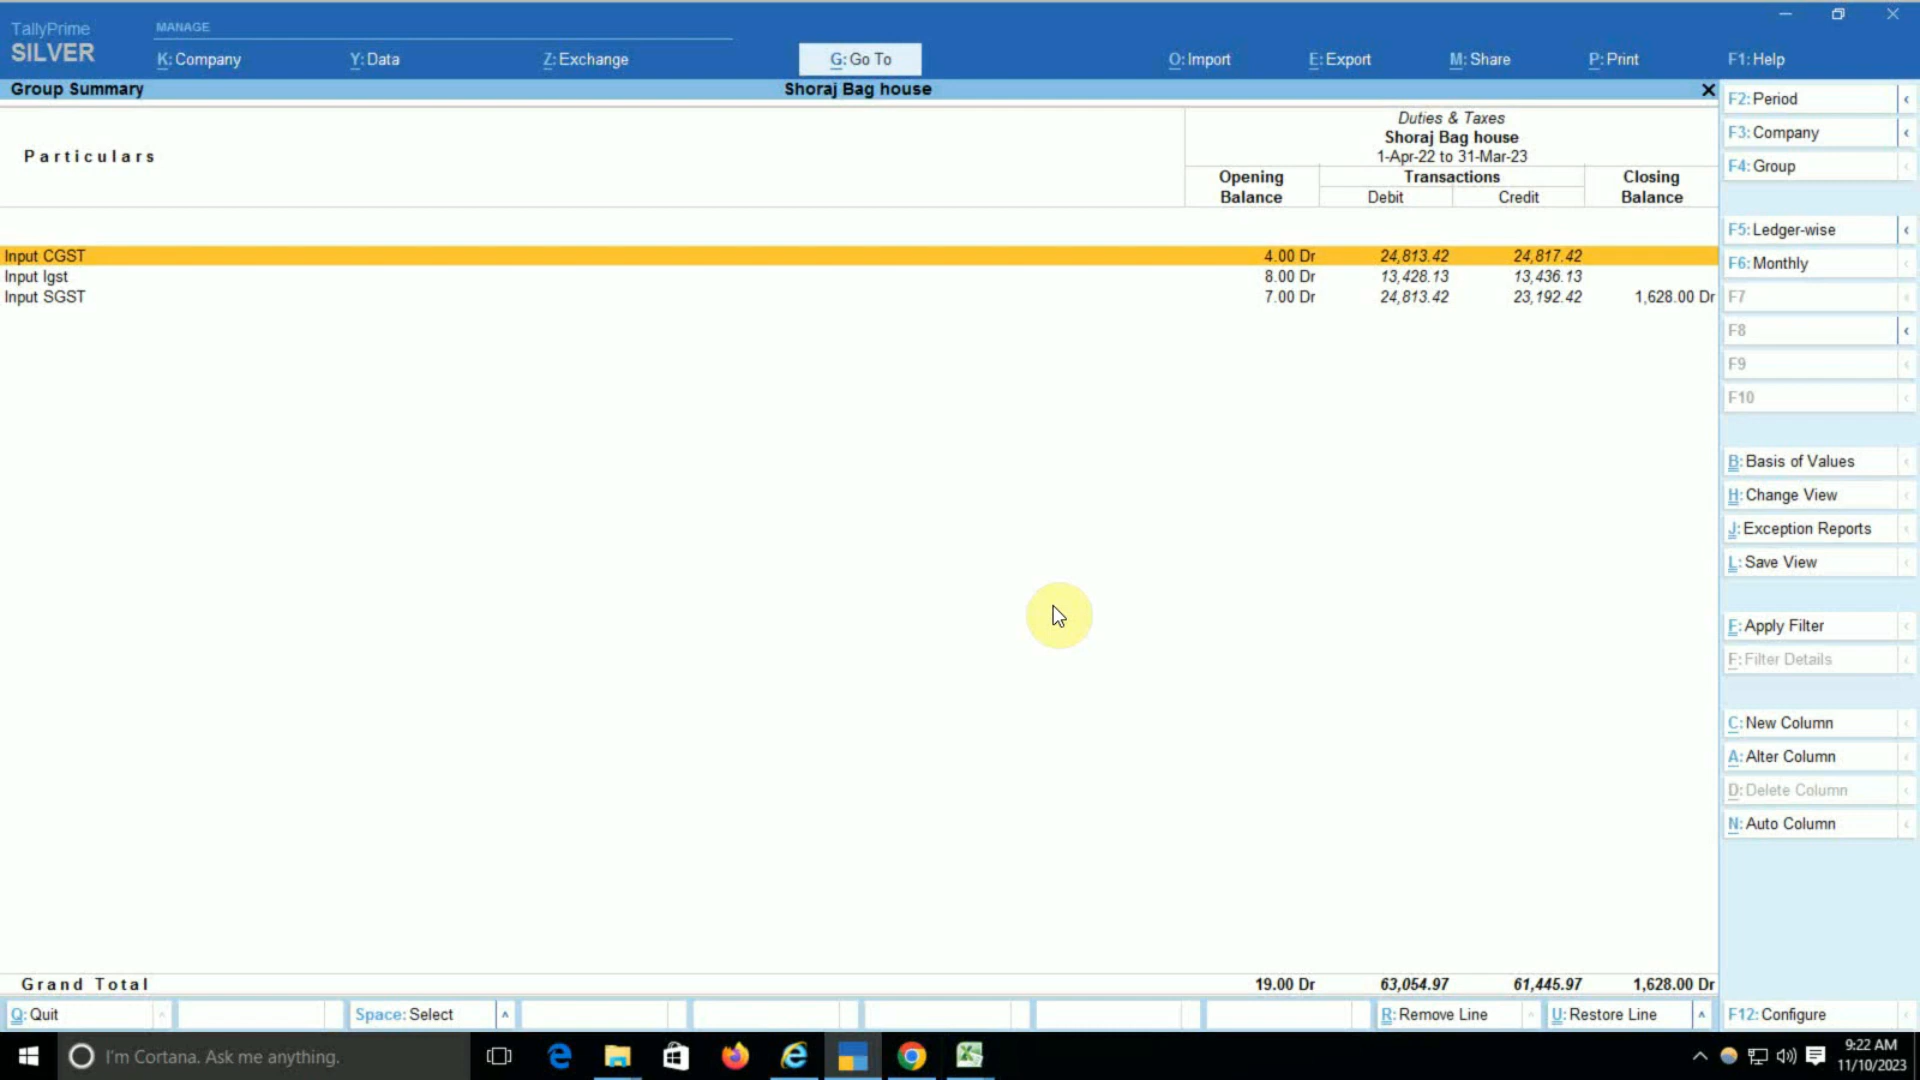 TallyPrime
SILVER
MANAGE
K: Company
Y: Data
Z: Exchange
G: Go To
O: Import
E: Export
M: Share
P: Print
F1: Help
Group Summary
Shoraj Bag house
Particulars
Duties & Taxes
Shoraj Bag house
1-Apr-22 to 31-Mar-23
Opening Balance
Transactions
Debit
Credit
Closing Balance
Input CGST 4.00 Dr 24,813.42 24,817.42
Input Igst 8.00 Dr 13,428.13 13,436.13
Input SGST 7.00 Dr 24,813.42 23,192.42 1,628.00 Dr
Grand Total 19.00 Dr 63,054.97 61,445.97 1,628.00 Dr
F2: Period
F3: Company
F4: Group
F5: Ledger-wise
F6: Monthly
F7
F8
F9
F10
B: Basis of Values
H: Change View
J: Exception Reports
L: Save View
F: Apply Filter
F: Filter Details
C: New Column
A: Alter Column
D: Delete Column
N: Auto Column
Q: Quit
Space: Select
R: Remove Line
U: Restore Line
F12: Configure
I'm Cortana. Ask me anything.
9:22 AM
11/10/2023